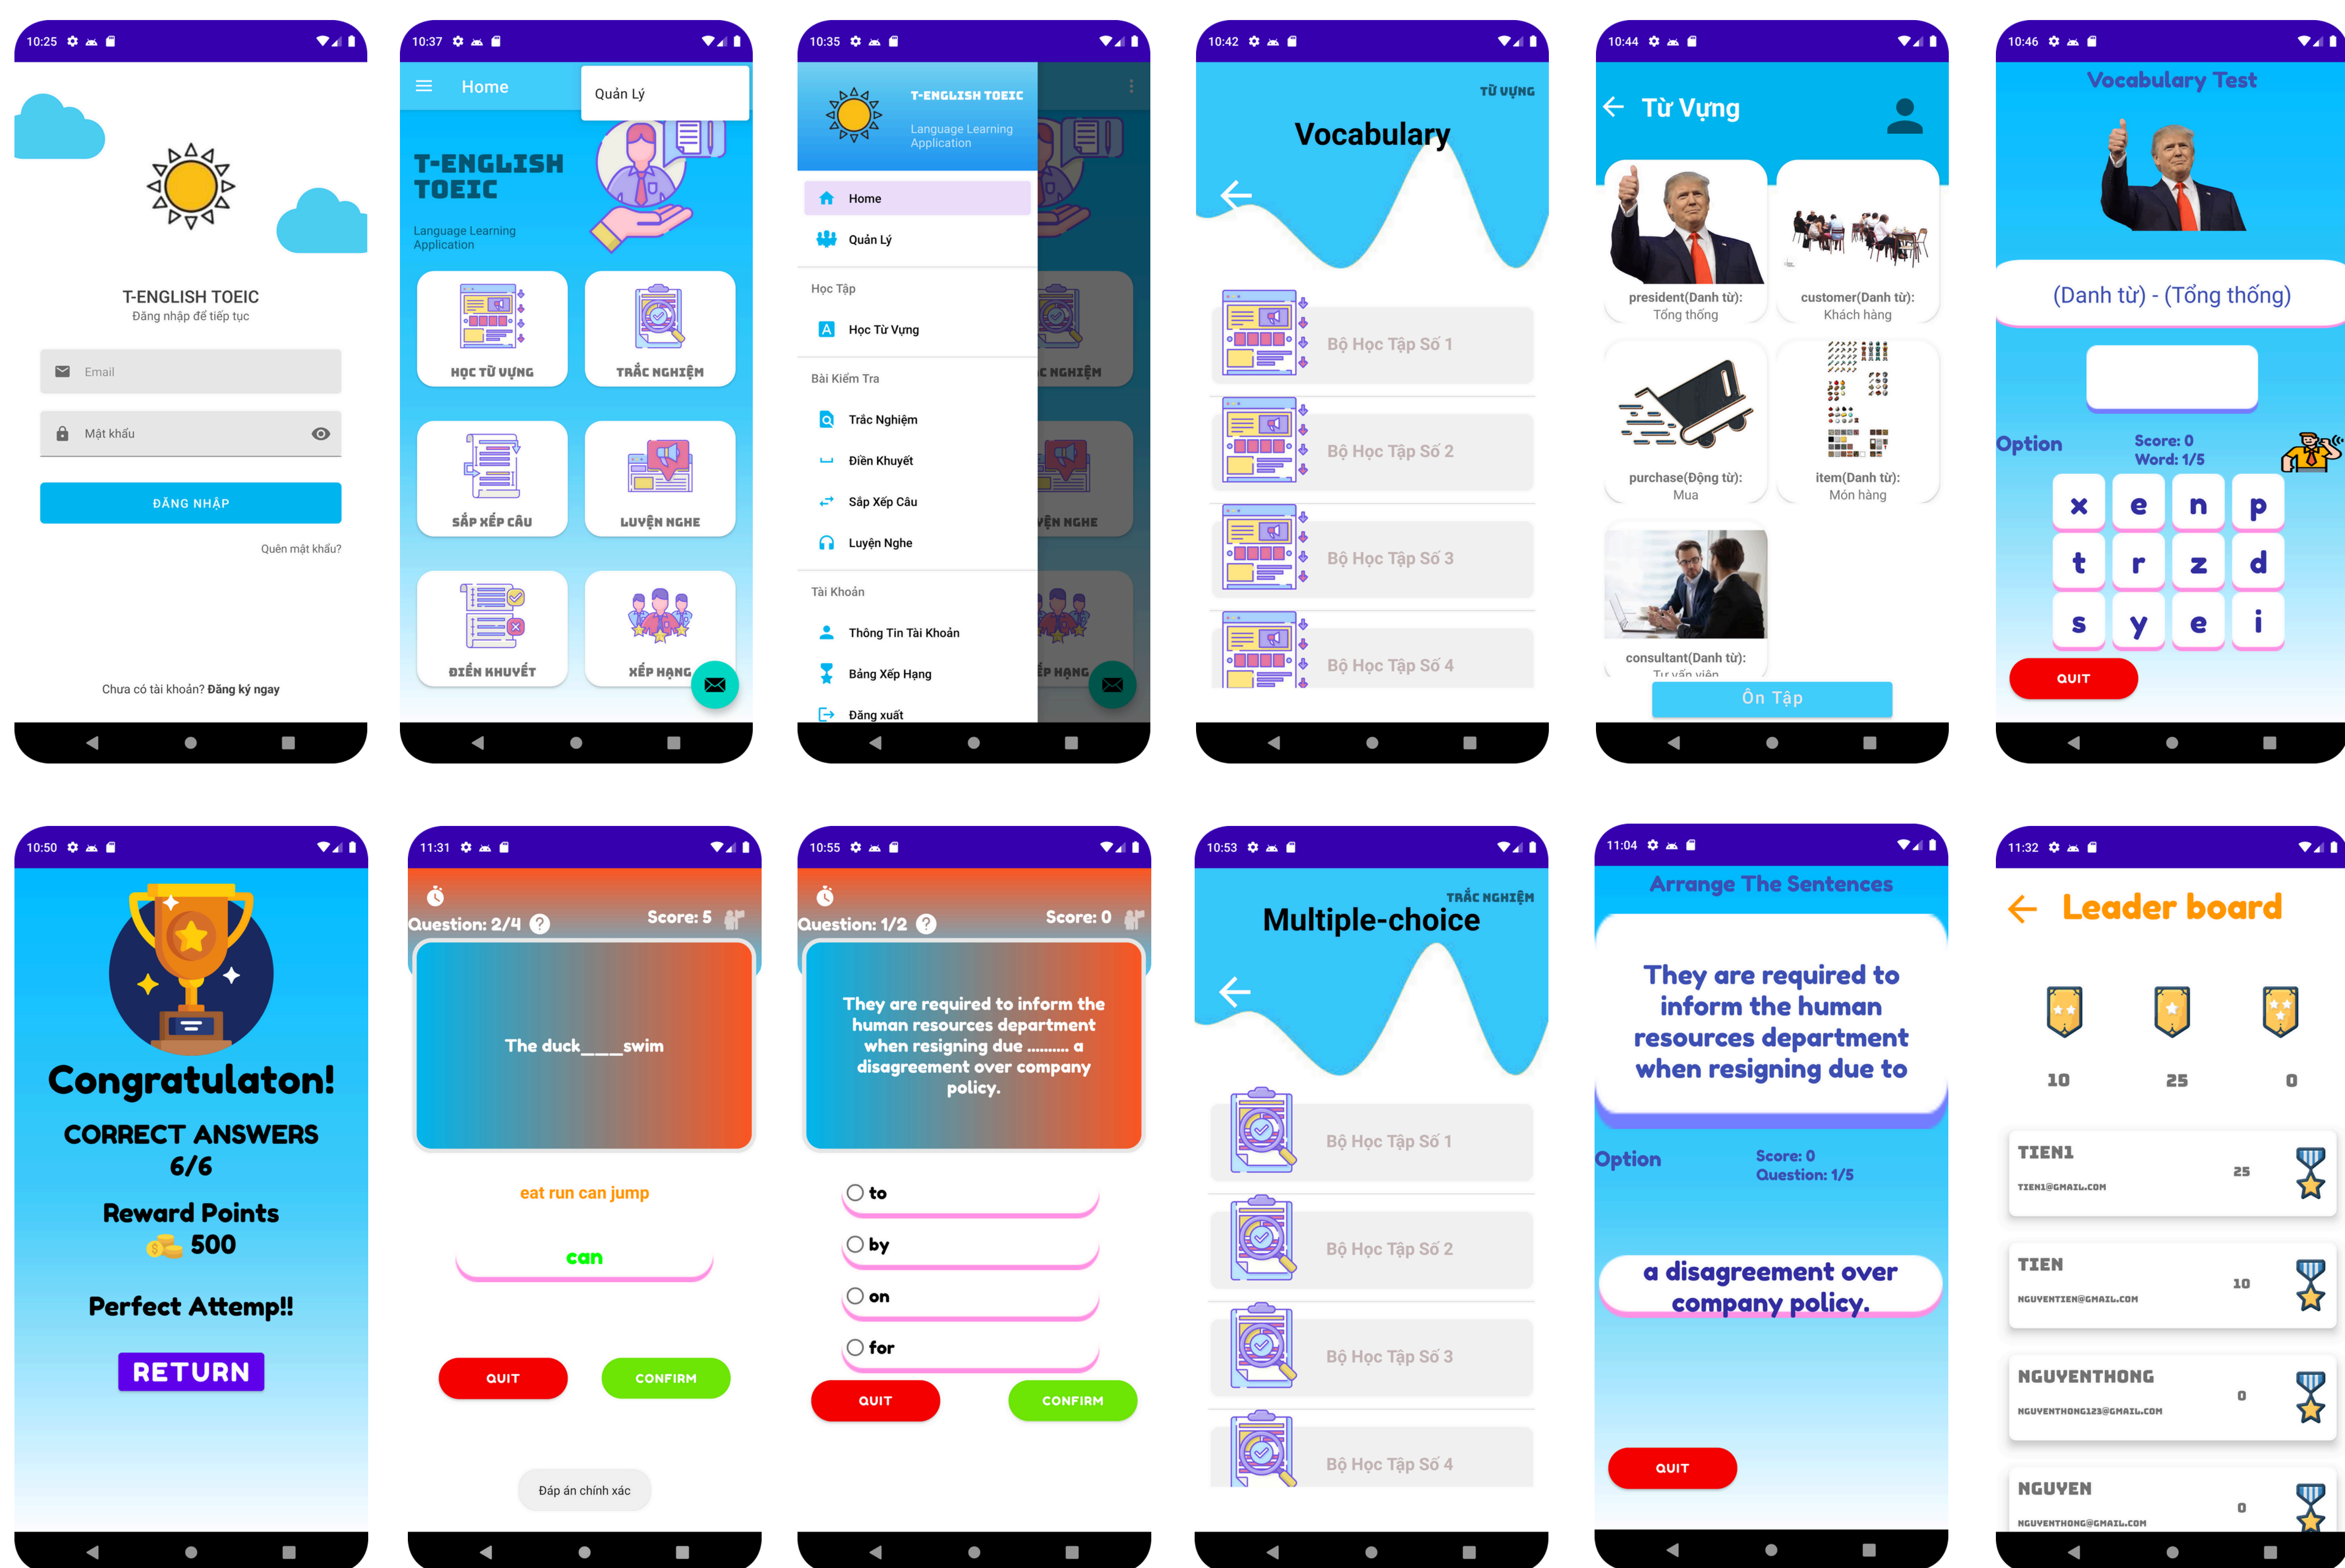 10:25
T-ENGLISH TOEIC
Đăng nhập để tiếp tục
Email
Mật khẩu
ĐĂNG NHẬP
Quên mật khẩu?
Chưa có tài khoản? Đăng ký ngay
10:37
Home
Quản Lý
T-ENGLISH
TOEIC
Language Learning
Application
HỌC TỪ VỰNG
TRẮC NGHIỆM
SẮP XẾP CÂU
LUYỆN NGHE
ĐIỀN KHUYẾT
XẾP HẠNG
10:35
T-ENGLISH TOEIC
Language Learning
Application
Home
Quản Lý
Học Tập
Học Từ Vựng
Bài Kiểm Tra
Trắc Nghiệm
Điền Khuyết
Sắp Xếp Câu
Luyện Nghe
Tài Khoản
Thông Tin Tài Khoản
Bảng Xếp Hạng
Đăng xuất
C NGHIỆM
YỆN NGHE
ẾP HẠNG
10:42
TỪ VỰNG
Vocabulary
Bộ Học Tập Số 1
Bộ Học Tập Số 2
Bộ Học Tập Số 3
Bộ Học Tập Số 4
10:44
Từ Vựng
president(Danh từ):
Tổng thống
customer(Danh từ):
Khách hàng
purchase(Động từ):
Mua
item(Danh từ):
Món hàng
consultant(Danh từ):
Tư vấn viên
Ôn Tập
10:46
Vocabulary Test
(Danh từ) - (Tổng thống)
Option
Score: 0
Word: 1/5
x e n p
t r z d
s y e i
QUIT
10:50
Congratulaton!
CORRECT ANSWERS
6/6
Reward Points
500
Perfect Attemp!!
RETURN
11:31
Question: 2/4 ?
Score: 5
The duck___swim
eat run can jump
can
QUIT
CONFIRM
Đáp án chính xác
10:55
Question: 1/2 ?
Score: 0
They are required to inform the
human resources department
when resigning due .......... a
disagreement over company
policy.
to
by
on
for
QUIT
CONFIRM
10:53
TRẮC NGHIỆM
Multiple-choice
Bộ Học Tập Số 1
Bộ Học Tập Số 2
Bộ Học Tập Số 3
Bộ Học Tập Số 4
11:04
Arrange The Sentences
They are required to
inform the human
resources department
when resigning due to
Option
Score: 0
Question: 1/5
a disagreement over
company policy.
QUIT
11:32
Leader board
10
25
0
TIEN1
25
TIEN1@GMAIL.COM
TIEN
10
NGUYENTIEN@GMAIL.COM
NGUYENTHONG
0
NGUYENTHONG123@GMAIL.COM
NGUYEN
0
NGUYENTHONG@GMAIL.COM